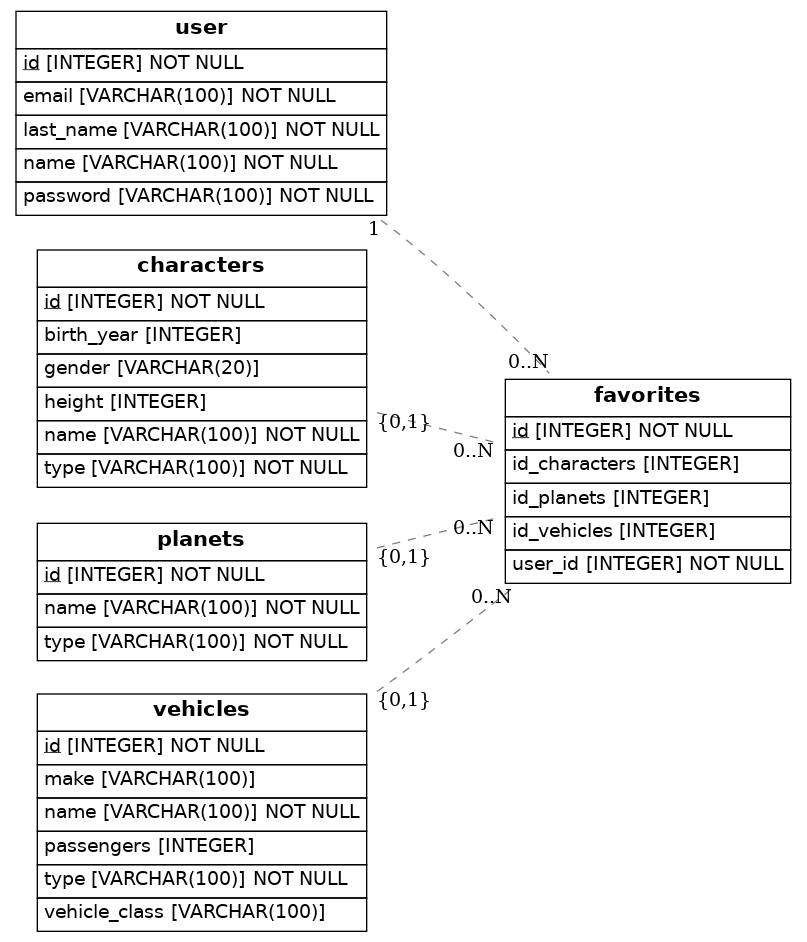 user
id [INTEGER] NOT NULL
email [VARCHAR(100)] NOT NULL
last_name [VARCHAR(100)] NOT NULL
name [VARCHAR(100)] NOT NULL
password [VARCHAR(100)] NOT NULL
1
0..N
characters
id [INTEGER] NOT NULL
birth_year [INTEGER]
gender [VARCHAR(20)]
height [INTEGER]
name [VARCHAR(100)] NOT NULL
type [VARCHAR(100)] NOT NULL
{0,1}
0..N
favorites
id [INTEGER] NOT NULL
id_characters [INTEGER]
id_planets [INTEGER]
id_vehicles [INTEGER]
user_id [INTEGER] NOT NULL
planets
id [INTEGER] NOT NULL
name [VARCHAR(100)] NOT NULL
type [VARCHAR(100)] NOT NULL
{0,1}
0..N
0..N
{0,1}
vehicles
id [INTEGER] NOT NULL
make [VARCHAR(100)]
name [VARCHAR(100)] NOT NULL
passengers [INTEGER]
type [VARCHAR(100)] NOT NULL
vehicle_class [VARCHAR(100)]